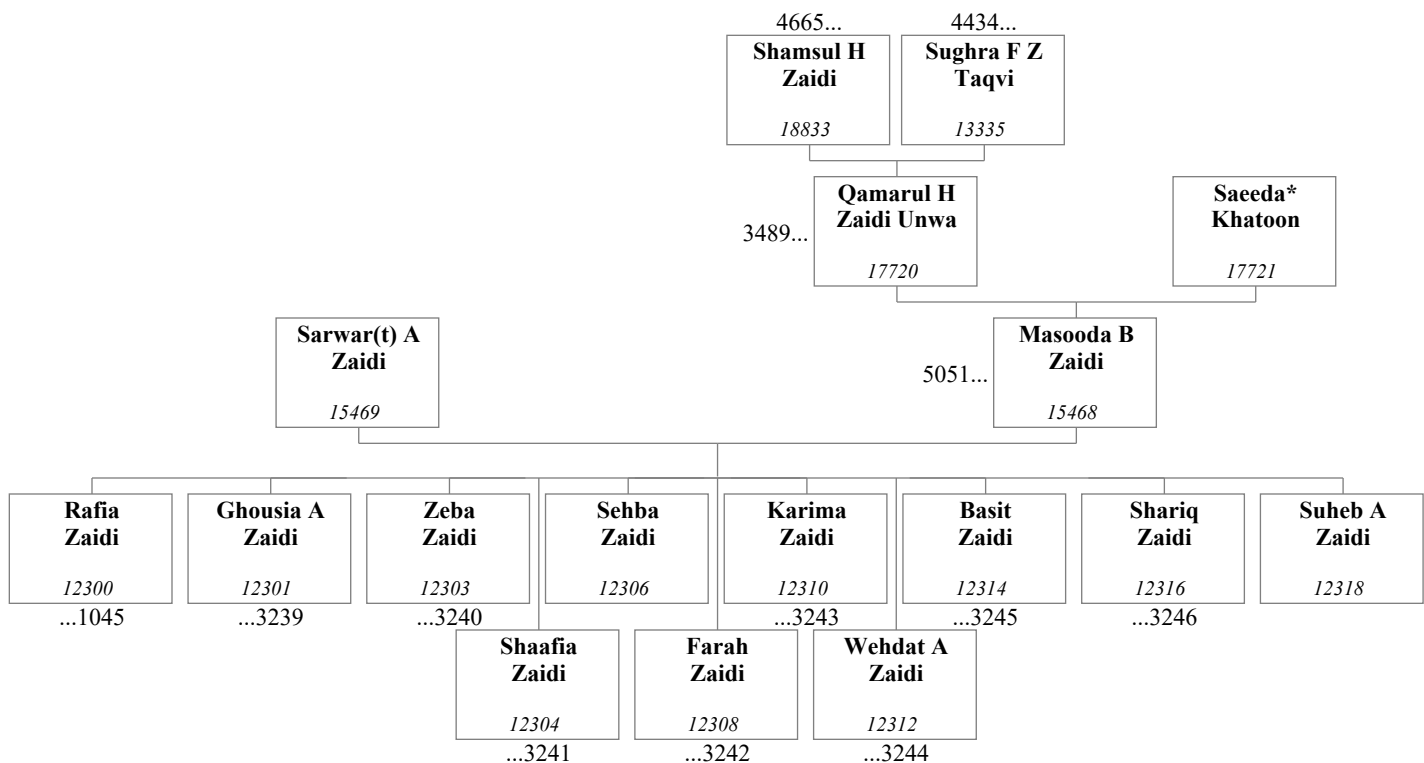 4665...
4434...
Shamsul H
Zaidi
18833
Sughra F Z
Taqvi
13335
Qamarul H
Zaidi Unwa
17720
3489...
Saeeda*
Khatoon
17721
Sarwar(t) A
Zaidi
15469
Masooda B
Zaidi
15468
5051...
Rafia
Zaidi
12300
...1045
Ghousia A
Zaidi
12301
...3239
Zeba
Zaidi
12303
...3240
Sehba
Zaidi
12306
Karima
Zaidi
12310
...3243
Basit
Zaidi
12314
...3245
Shariq
Zaidi
12316
...3246
Suheb A
Zaidi
12318
Shaafia
Zaidi
12304
...3241
Farah
Zaidi
12308
...3242
Wehdat A
Zaidi
12312
...3244